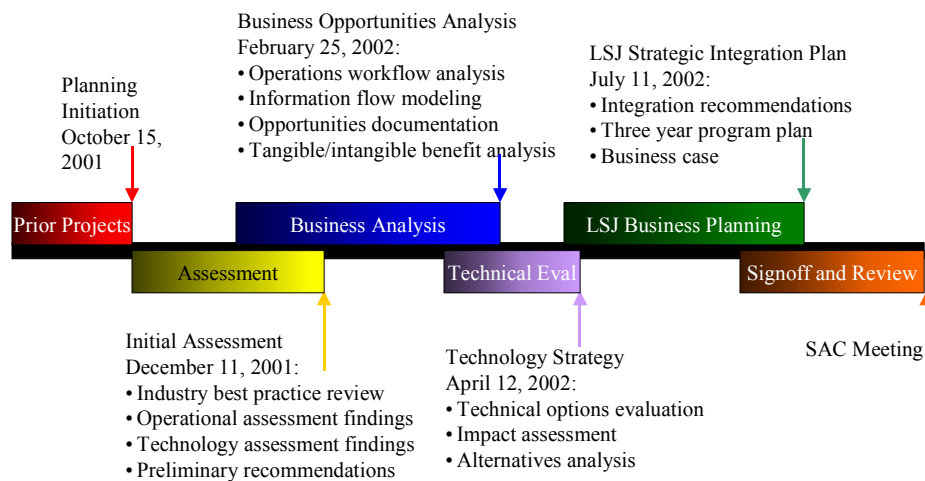 Planning
Initiation
October 15,
2001
Business Opportunities Analysis
February 25, 2002:
• Operations workflow analysis
• Information flow modeling
• Opportunities documentation
• Tangible/intangible benefit analysis
LSJ Strategic Integration Plan
July 11, 2002:
• Integration recommendations
• Three year program plan
• Business case
Prior Projects
Business Analysis
LSJ Business Planning
Assessment
Technical Eval
Signoff and Review
Initial Assessment
December 11, 2001:
• Industry best practice review
• Operational assessment findings
• Technology assessment findings
• Preliminary recommendations
Technology Strategy
April 12, 2002:
• Technical options evaluation
• Impact assessment
• Alternatives analysis
SAC Meeting